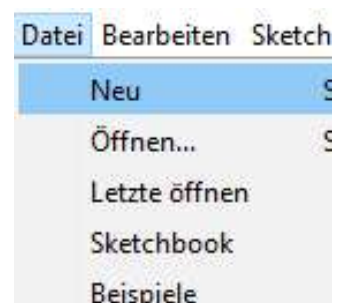 Datei Bearbeiten Sketch
Neu S
Öffnen... S
Letzte öffnen
Sketchbook
Beispiele